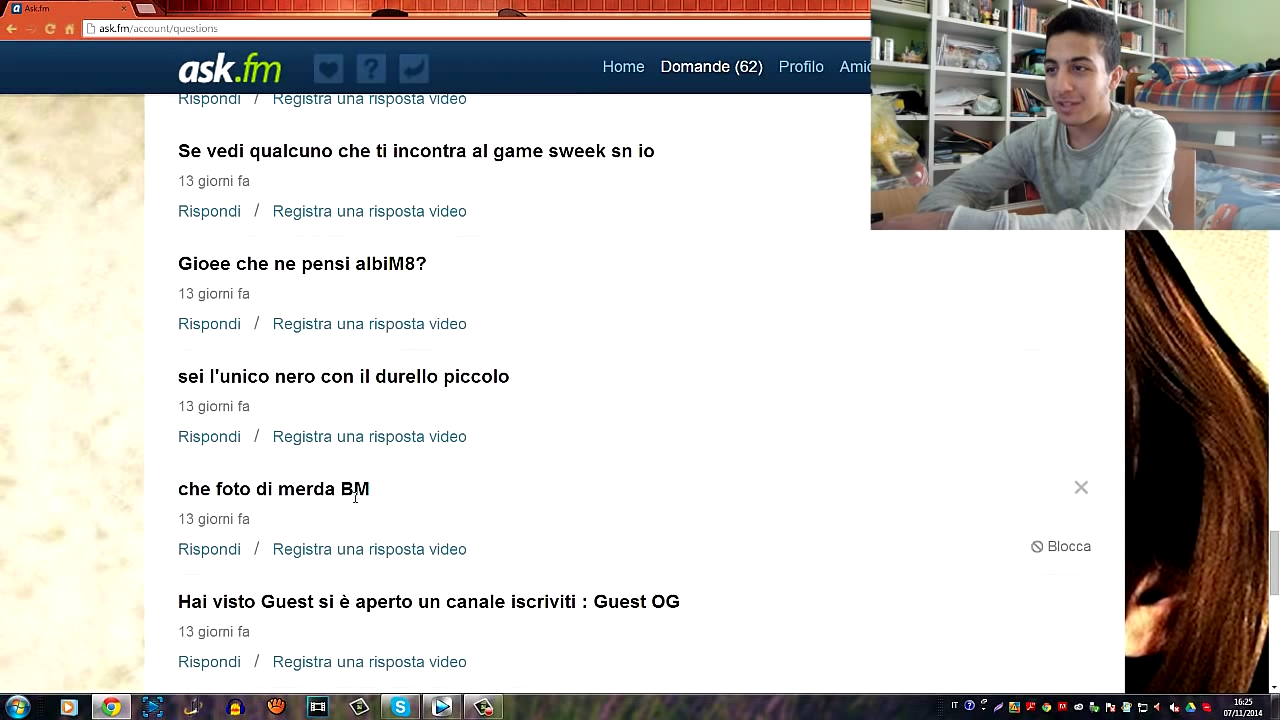 Ask.fm
ask.fm/account/questions
ask.fm
Home Domande (62) Profilo Amic
Rispondi / Registra una risposta video
Se vedi qualcuno che ti incontra al game sweek sn io
13 giorni fa
Rispondi / Registra una risposta video
Gioee che ne pensi albiM8?
13 giorni fa
Rispondi / Registra una risposta video
sei l'unico nero con il durello piccolo
13 giorni fa
Rispondi / Registra una risposta video
che foto di merda BM
13 giorni fa
Rispondi / Registra una risposta video
Blocca
Hai visto Guest si è aperto un canale iscriviti : Guest OG
13 giorni fa
Rispondi / Registra una risposta video
IT
16:25
07/11/2014